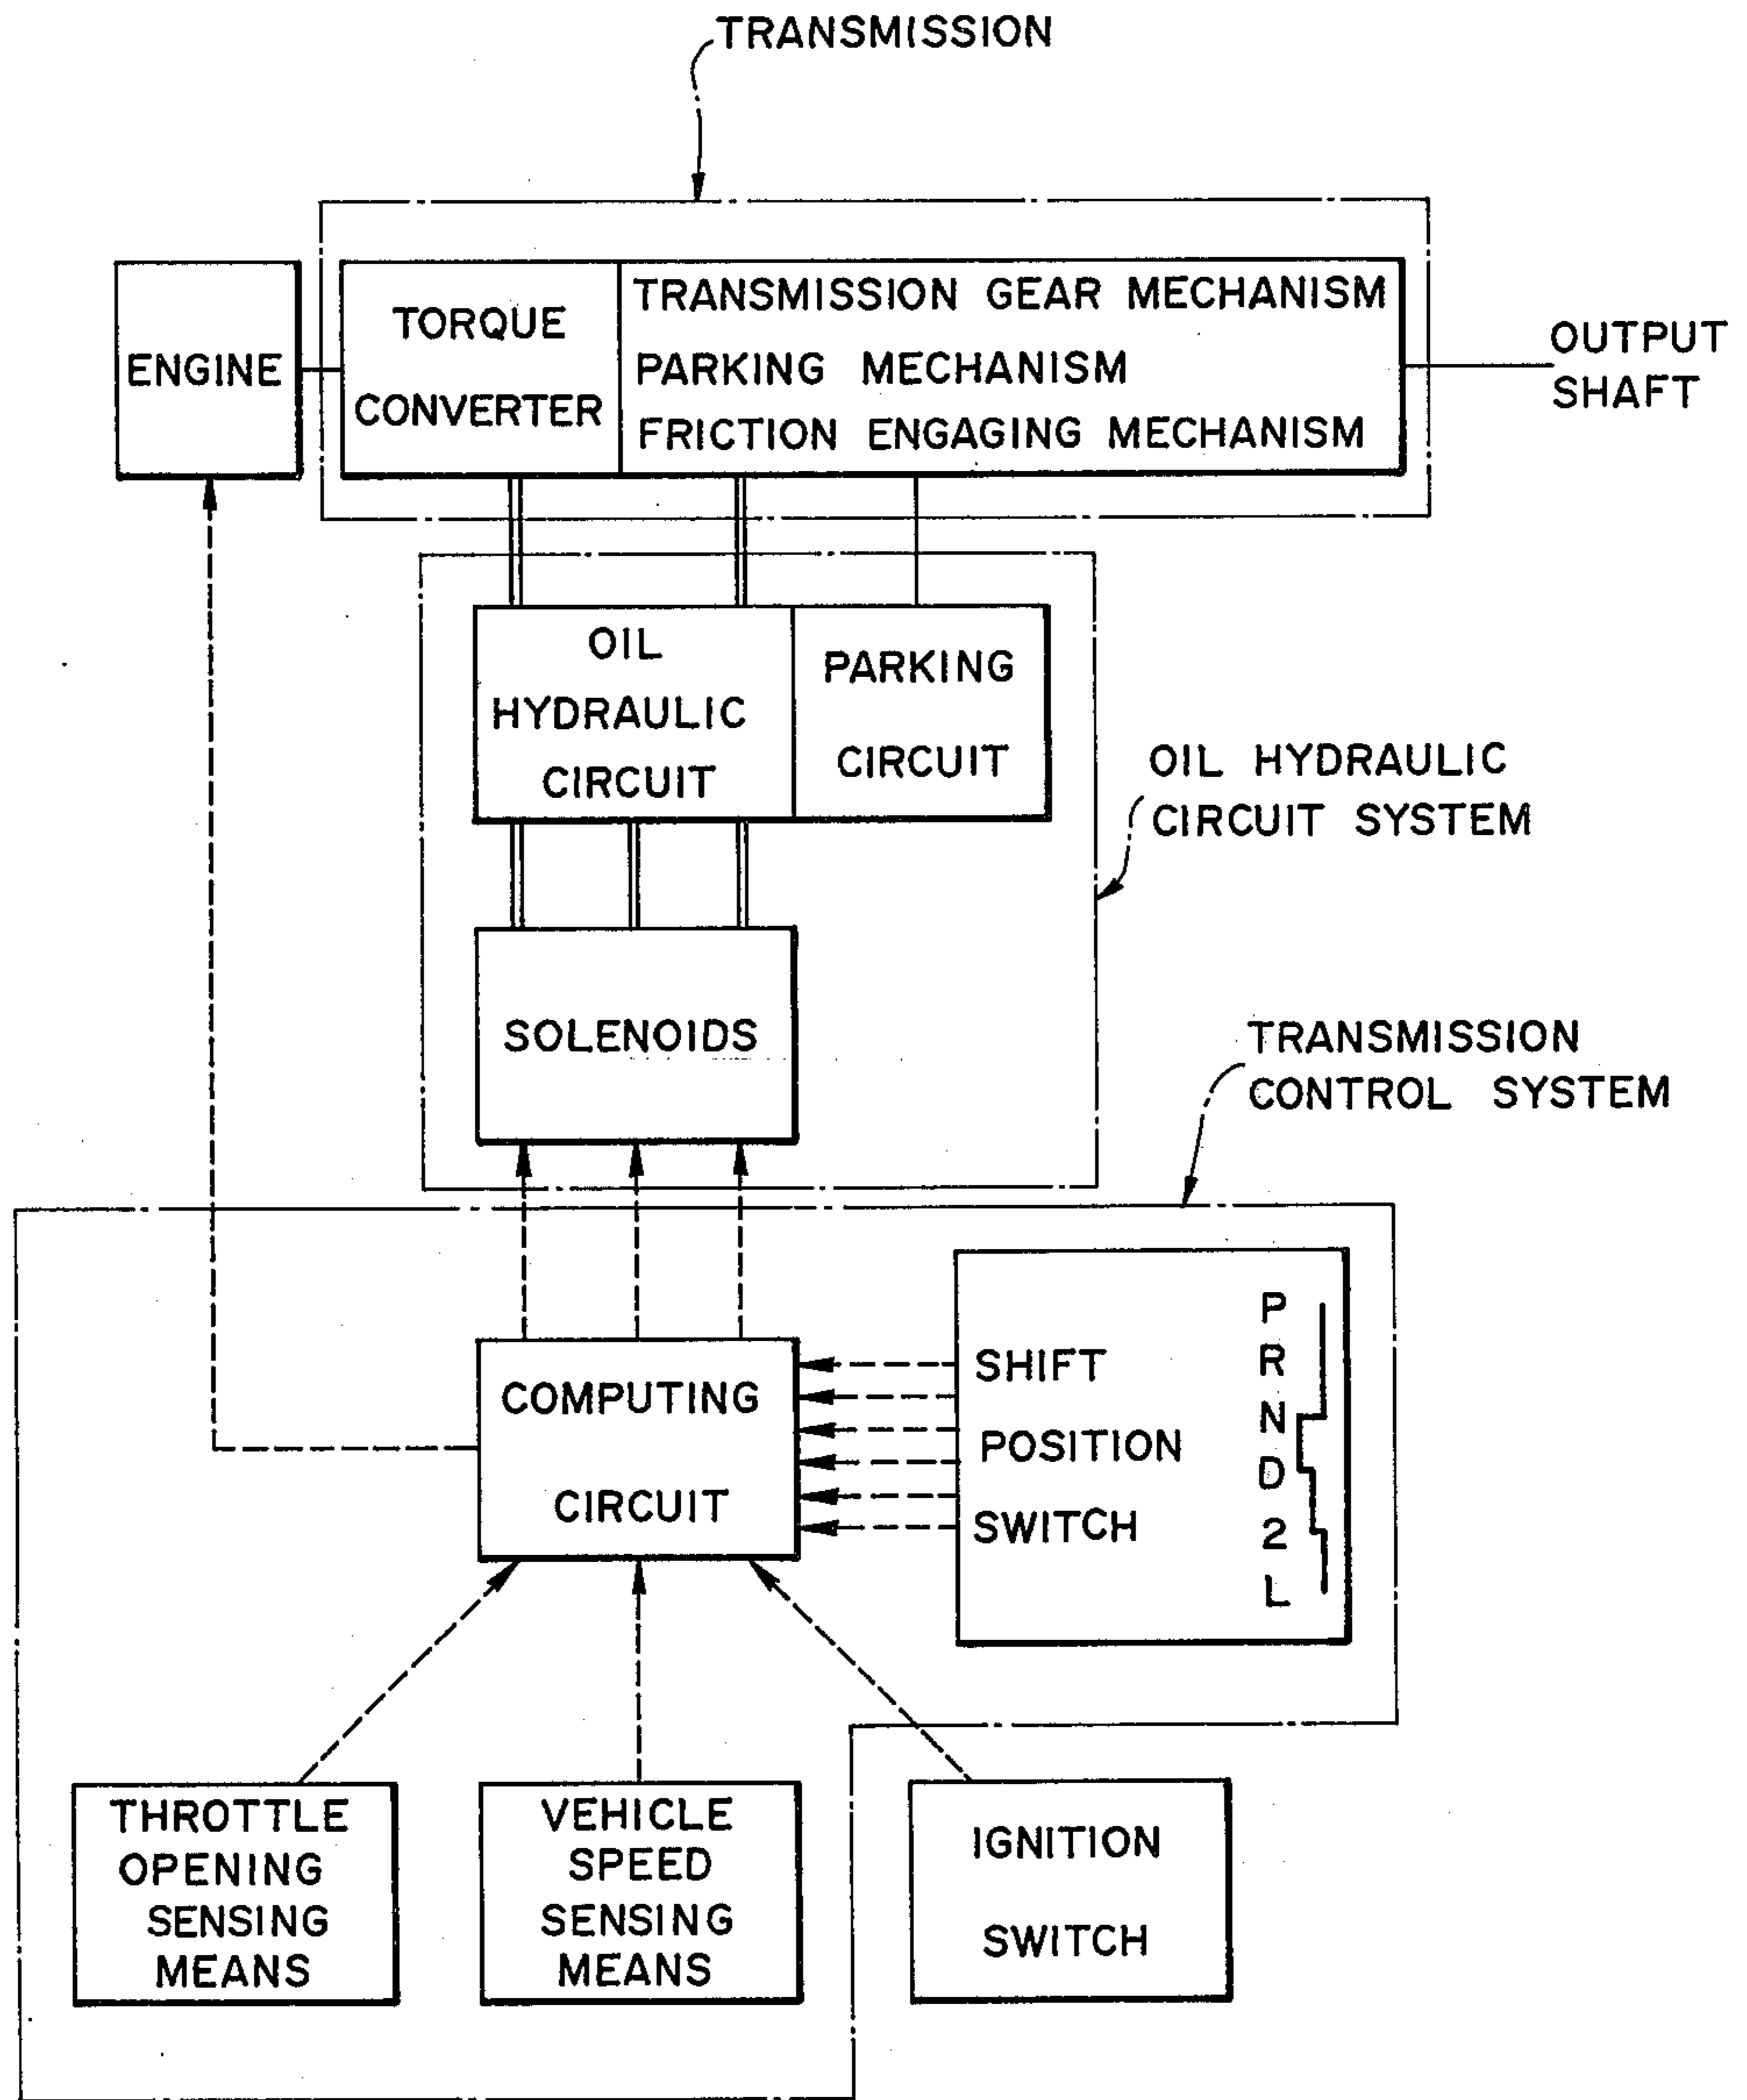 TRANSMISSION
ENGINE
TORQUE
CONVERTER
TRANSMISSION GEAR MECHANISM
PARKING MECHANISM
FRICTION ENGAGING MECHANISM
OUTPUT
SHAFT
OIL
HYDRAULIC
CIRCUIT
PARKING
CIRCUIT
OIL HYDRAULIC
CIRCUIT SYSTEM
SOLENOIDS
TRANSMISSION
CONTROL SYSTEM
COMPUTING
CIRCUIT
SHIFT
POSITION
SWITCH
P
R
N
D
2
L
THROTTLE
OPENING
SENSING
MEANS
VEHICLE
SPEED
SENSING
MEANS
IGNITION
SWITCH